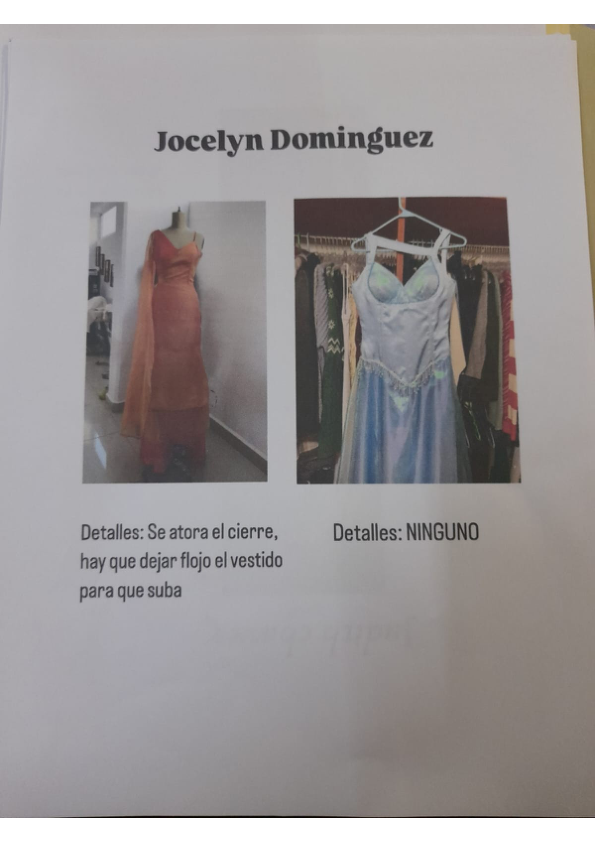 Jocelyn Dominguez
Detalles: Se atora el cierre,
hay que dejar flojo el vestido
para que suba
Detalles: NINGUNO